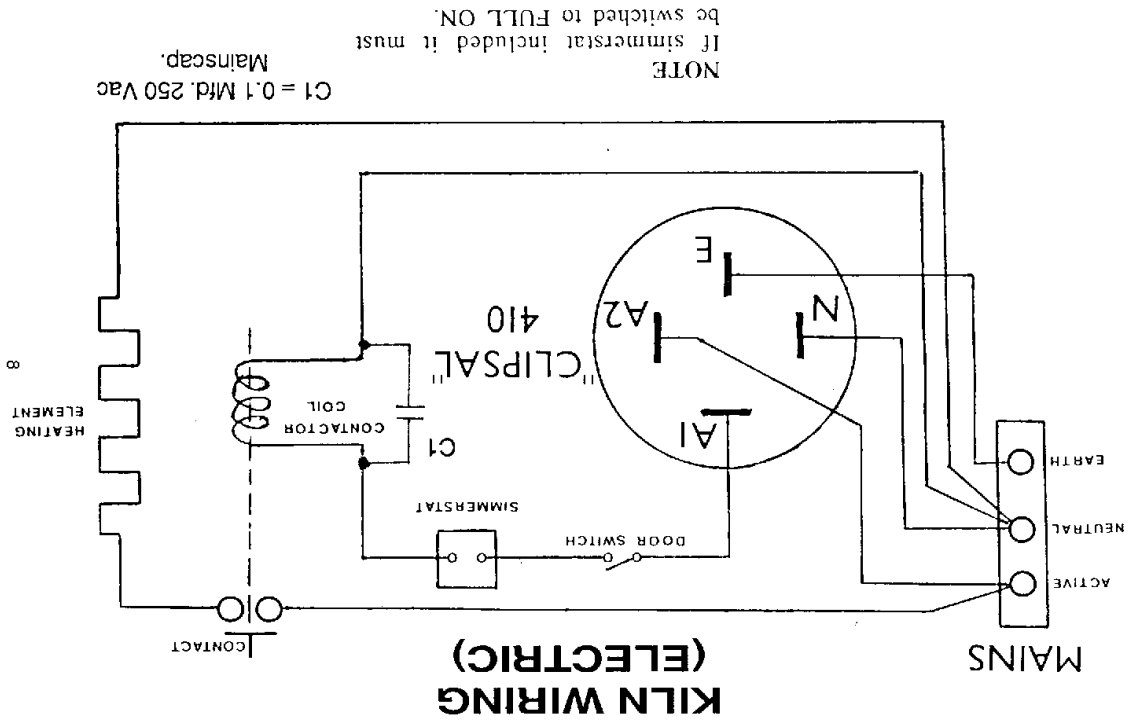 KILN WIRING
(ELECTRIC)
MAINS
CONTACT
ACTIVE
NEUTRAL
EARTH
DOOR SWITCH
SIMMERSTAT
A1
N
A2
E
"CLIPSAL"
410
C1
CONTACTOR
COIL
HEATING
ELEMENT
8
NOTE
If simmerstat included it must
be switched to FULL ON.
C1 = 0.1 Mfd. 250 Vac
Mainscap.